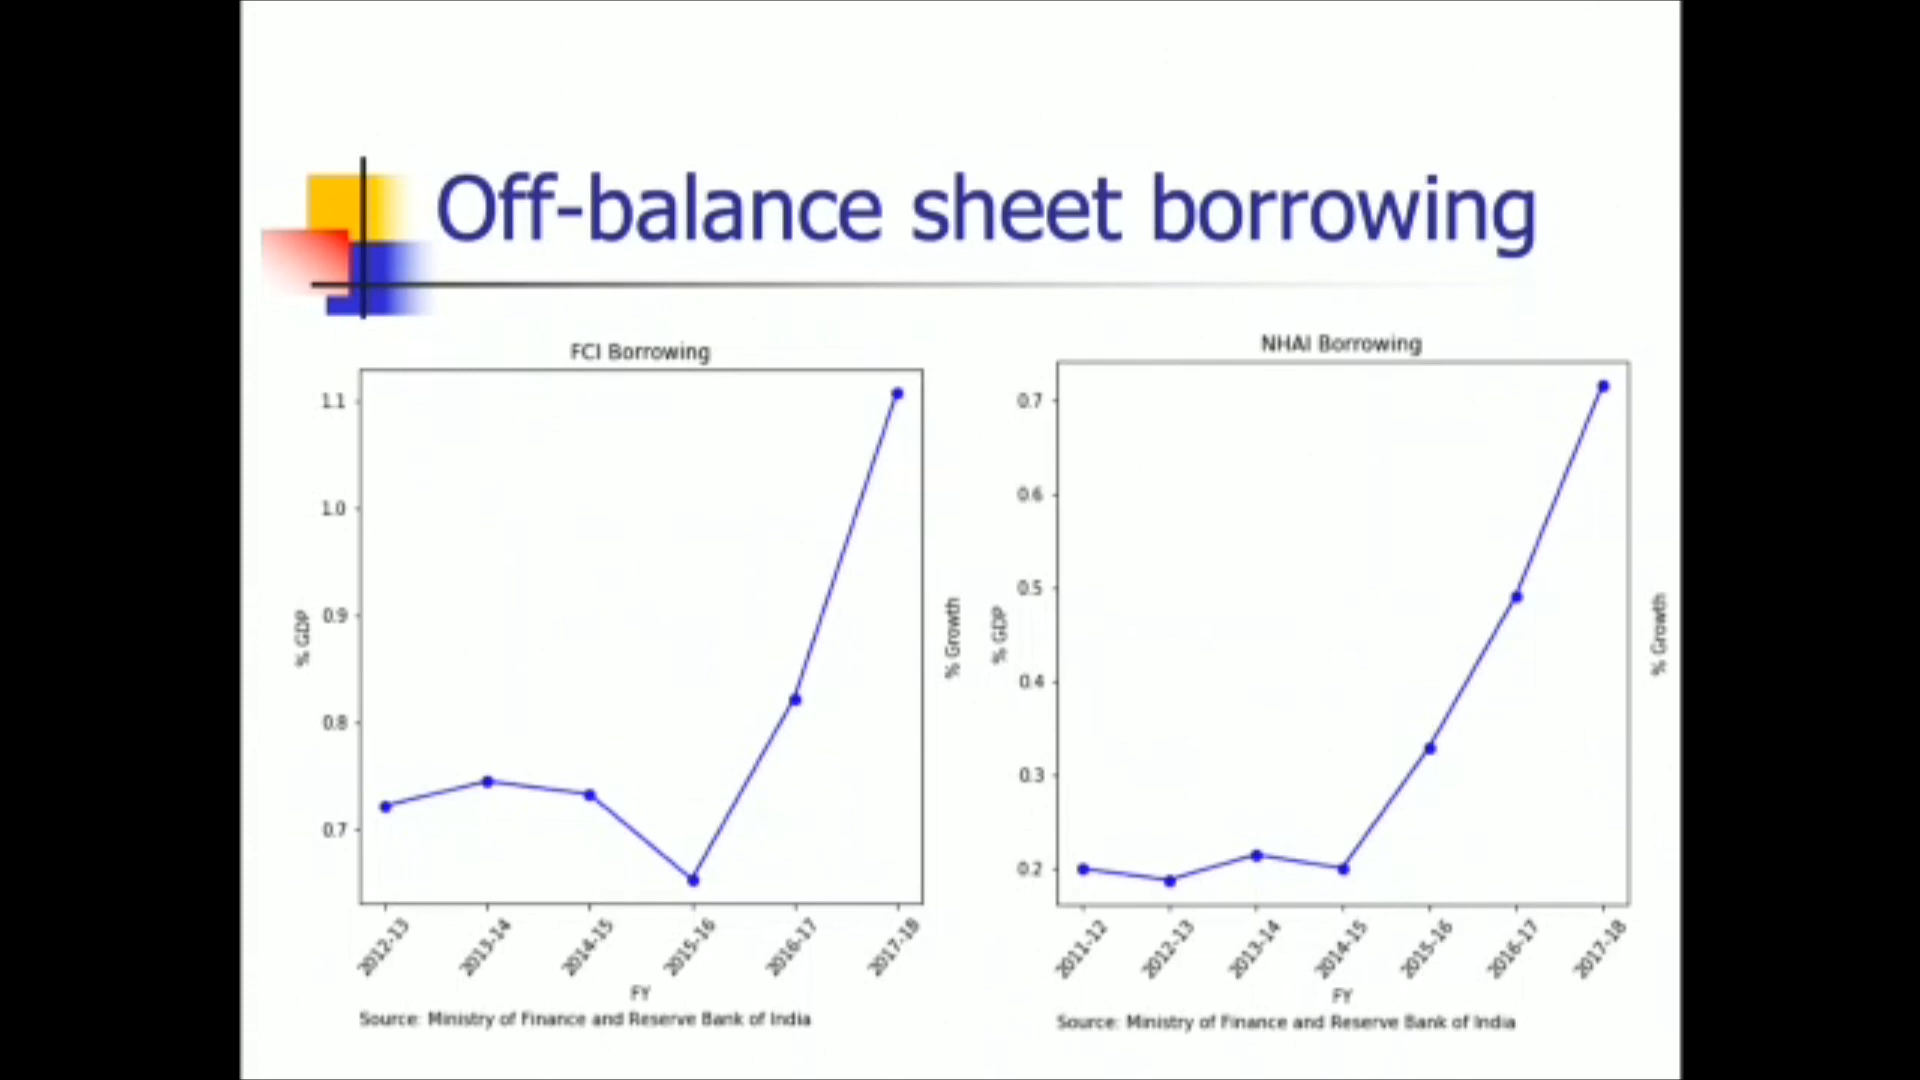 Off-balance sheet borrowing
FCI Borrowing
1.1
1.0
0.9
0.8
0.7
% GDP
% Growth
2012-13
2013-14
2014-15
2015-16
2016-17
2017-18
FY
Source: Ministry of Finance and Reserve Bank of India
NHAI Borrowing
0.7
0.6
0.5
0.4
0.3
0.2
% GDP
% Growth
2011-12
2012-13
2013-14
2014-15
2015-16
2016-17
2017-18
FY
Source: Ministry of Finance and Reserve Bank of India